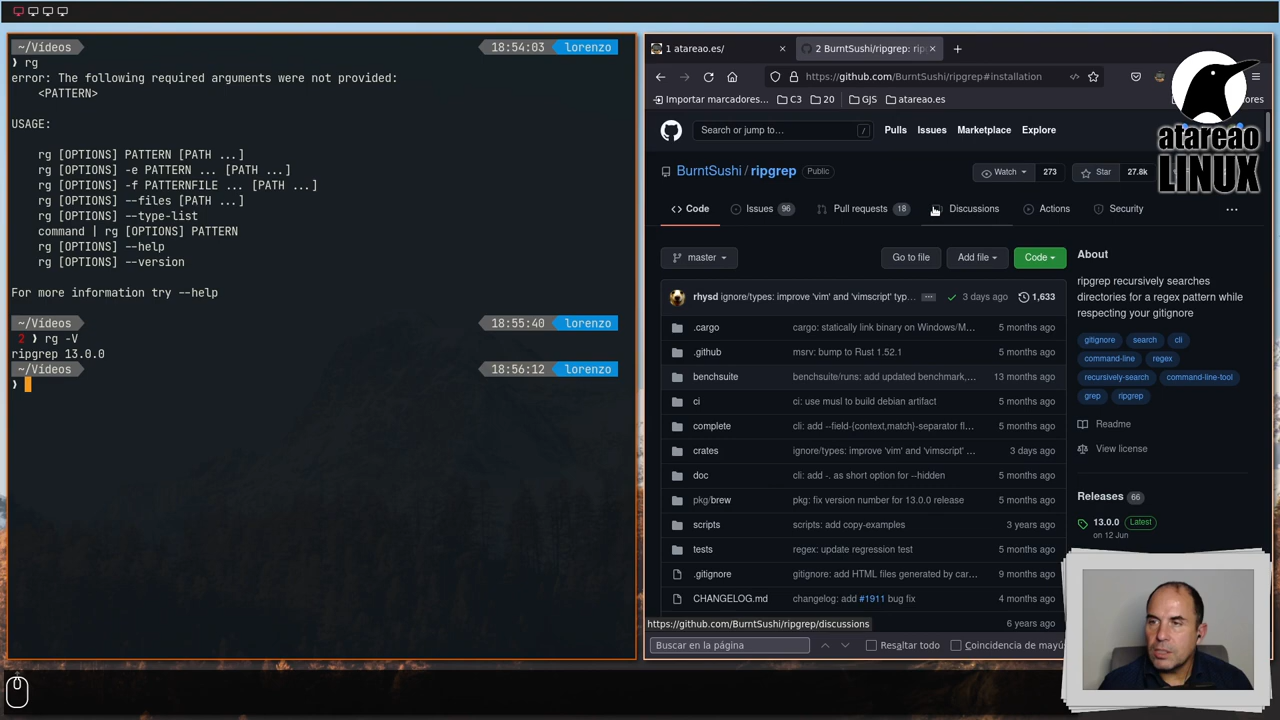 ~/Vídeos 18:54:03 lorenzo
❯ rg
error: The following required arguments were not provided:
<PATTERN>
USAGE:
rg [OPTIONS] PATTERN [PATH ...]
rg [OPTIONS] -e PATTERN ... [PATH ...]
rg [OPTIONS] -f PATTERNFILE ... [PATH ...]
rg [OPTIONS] --files [PATH ...]
rg [OPTIONS] --type-list
command | rg [OPTIONS] PATTERN
rg [OPTIONS] --help
rg [OPTIONS] --version
For more information try --help
~/Vídeos 18:55:40 lorenzo
2 ❯ rg -V
ripgrep 13.0.0
~/Vídeos 18:56:12 lorenzo
❯
1 atareao.es/ × 2 BurntSushi/ripgrep: rip × +
https://github.com/BurntSushi/ripgrep#installation
Importar marcadores... C3 20 GJS atareao.es
atareao
LINUX
Search or jump to... / Pulls Issues Marketplace Explore
BurntSushi / ripgrep Public Watch 273 Star 27.8k
<> Code Issues 96 Pull requests 18 Discussions Actions Security ...
master Go to file Add file Code
rhysd ignore/types: improve 'vim' and 'vimscript' typ... ... 3 days ago 1,633
.cargo cargo: statically link binary on Windows/M... 5 months ago
.github msrv: bump to Rust 1.52.1 5 months ago
benchsuite benchsuite/runs: add updated benchmark,... 13 months ago
ci ci: use musl to build debian artifact 5 months ago
complete cli: add --field-{context,match}-separator fl... 5 months ago
crates ignore/types: improve 'vim' and 'vimscript' ... 3 days ago
doc cli: add -. as short option for --hidden 5 months ago
pkg/brew pkg: fix version number for 13.0.0 release 5 months ago
scripts scripts: add copy-examples 3 years ago
tests regex: update regression test 5 months ago
.gitignore gitignore: add HTML files generated by car... 9 months ago
CHANGELOG.md changelog: add #1911 bug fix 4 months ago
6 years ago
About
ripgrep recursively searches
directories for a regex pattern while
respecting your gitignore
gitignore search cli
command-line regex
recursively-search command-line-tool
grep ripgrep
Readme
View license
Releases 66
13.0.0 Latest
on 12 Jun
https://github.com/BurntSushi/ripgrep/discussions
Buscar en la página Resaltar todo Coincidencia de mayú